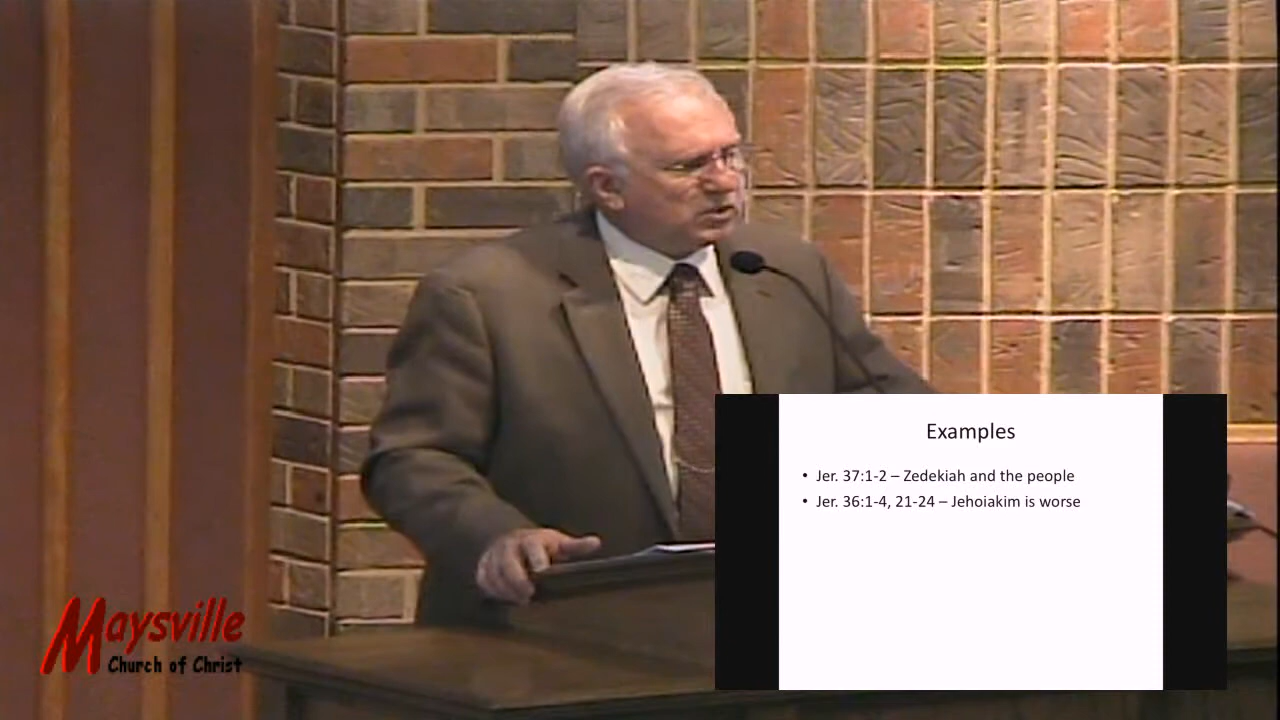 Examples
• Jer. 37:1-2 – Zedekiah and the people
• Jer. 36:1-4, 21-24 – Jehoiakim is worse
Maysville
Church of Christ